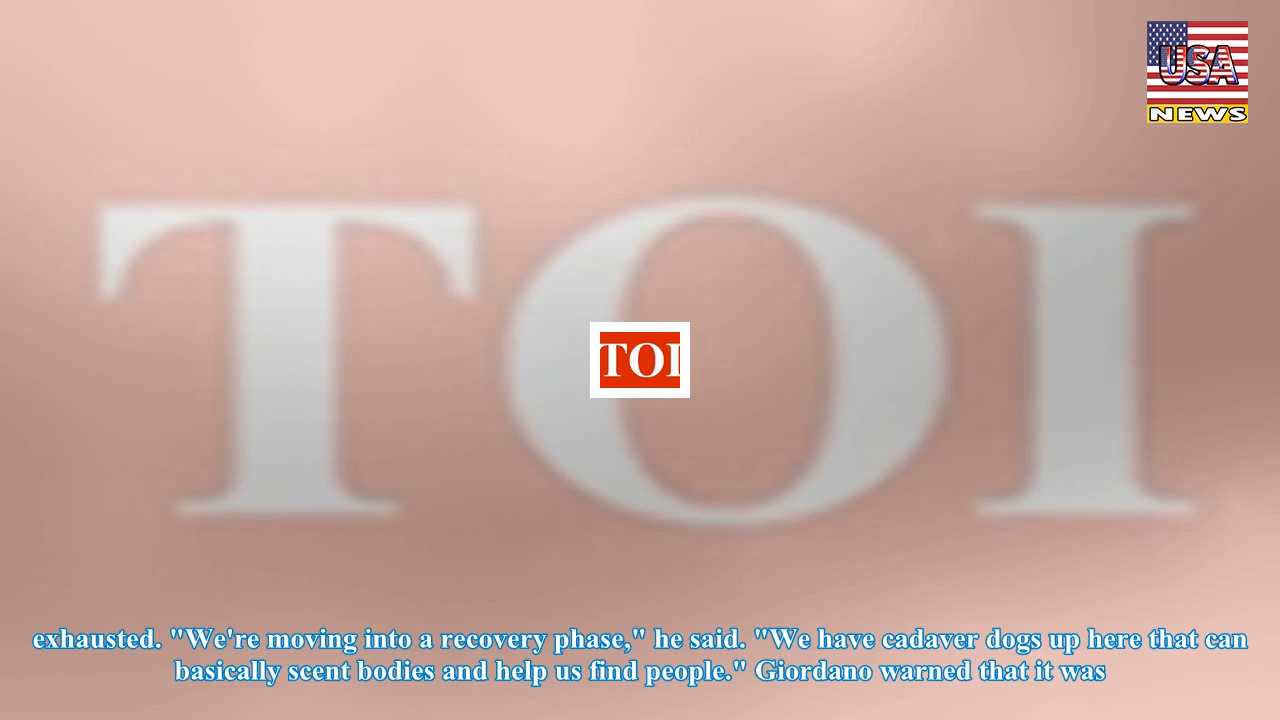 USA
NEWS
TOI
TOI
exhausted. "We're moving into a recovery phase," he said. "We have cadaver dogs up here that can
basically scent bodies and help us find people." Giordano warned that it was